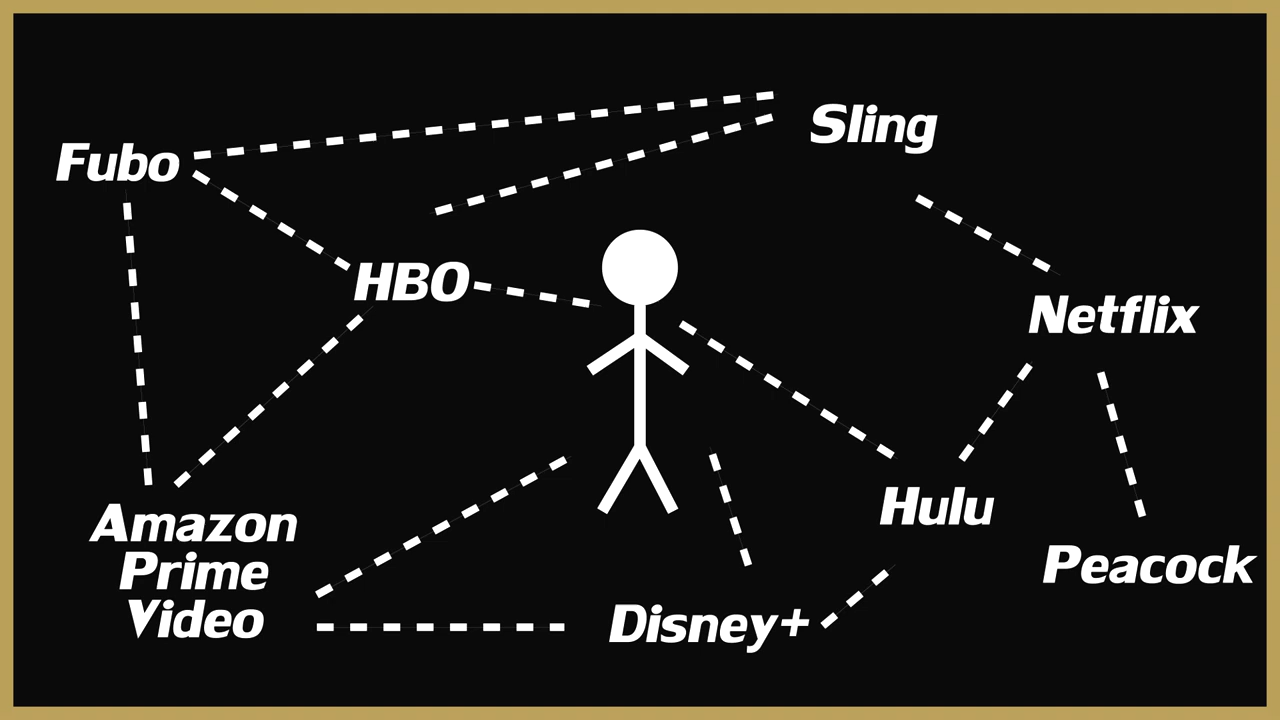 Sling
Fubo
HBO
Netflix
Hulu
Amazon
Prime
Video
Peacock
Disney+